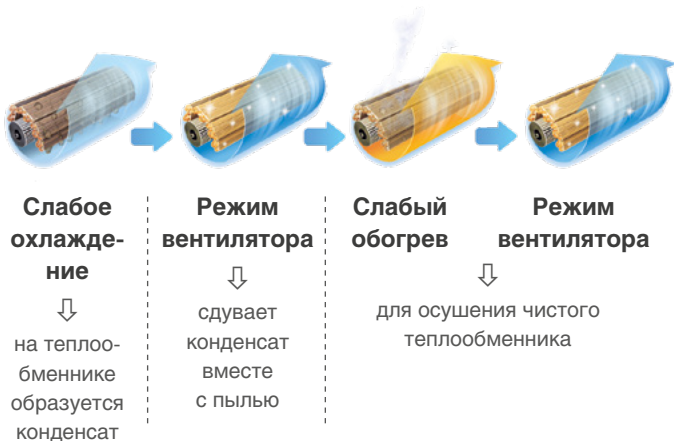 Слабое
охлажде-
ние
на теплоо-
бменнике
образуется
конденсат
Режим
вентилятора
сдувает
конденсат
вместе
с пылью
Слабый
обогрев
Режим
вентилятора
для осушения чистого
теплообменника